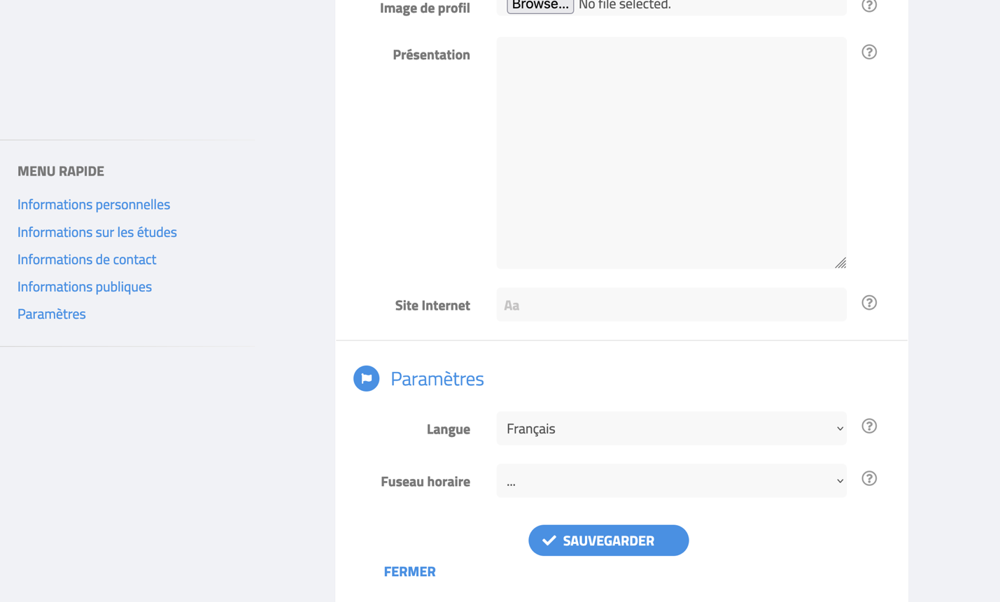 Image de profil
Browse... No file selected.
Présentation
MENU RAPIDE
Informations personnelles
Informations sur les études
Informations de contact
Informations publiques
Paramètres
Site Internet
Aa
Paramètres
Langue
Français
Fuseau horaire
...
SAUVEGARDER
FERMER